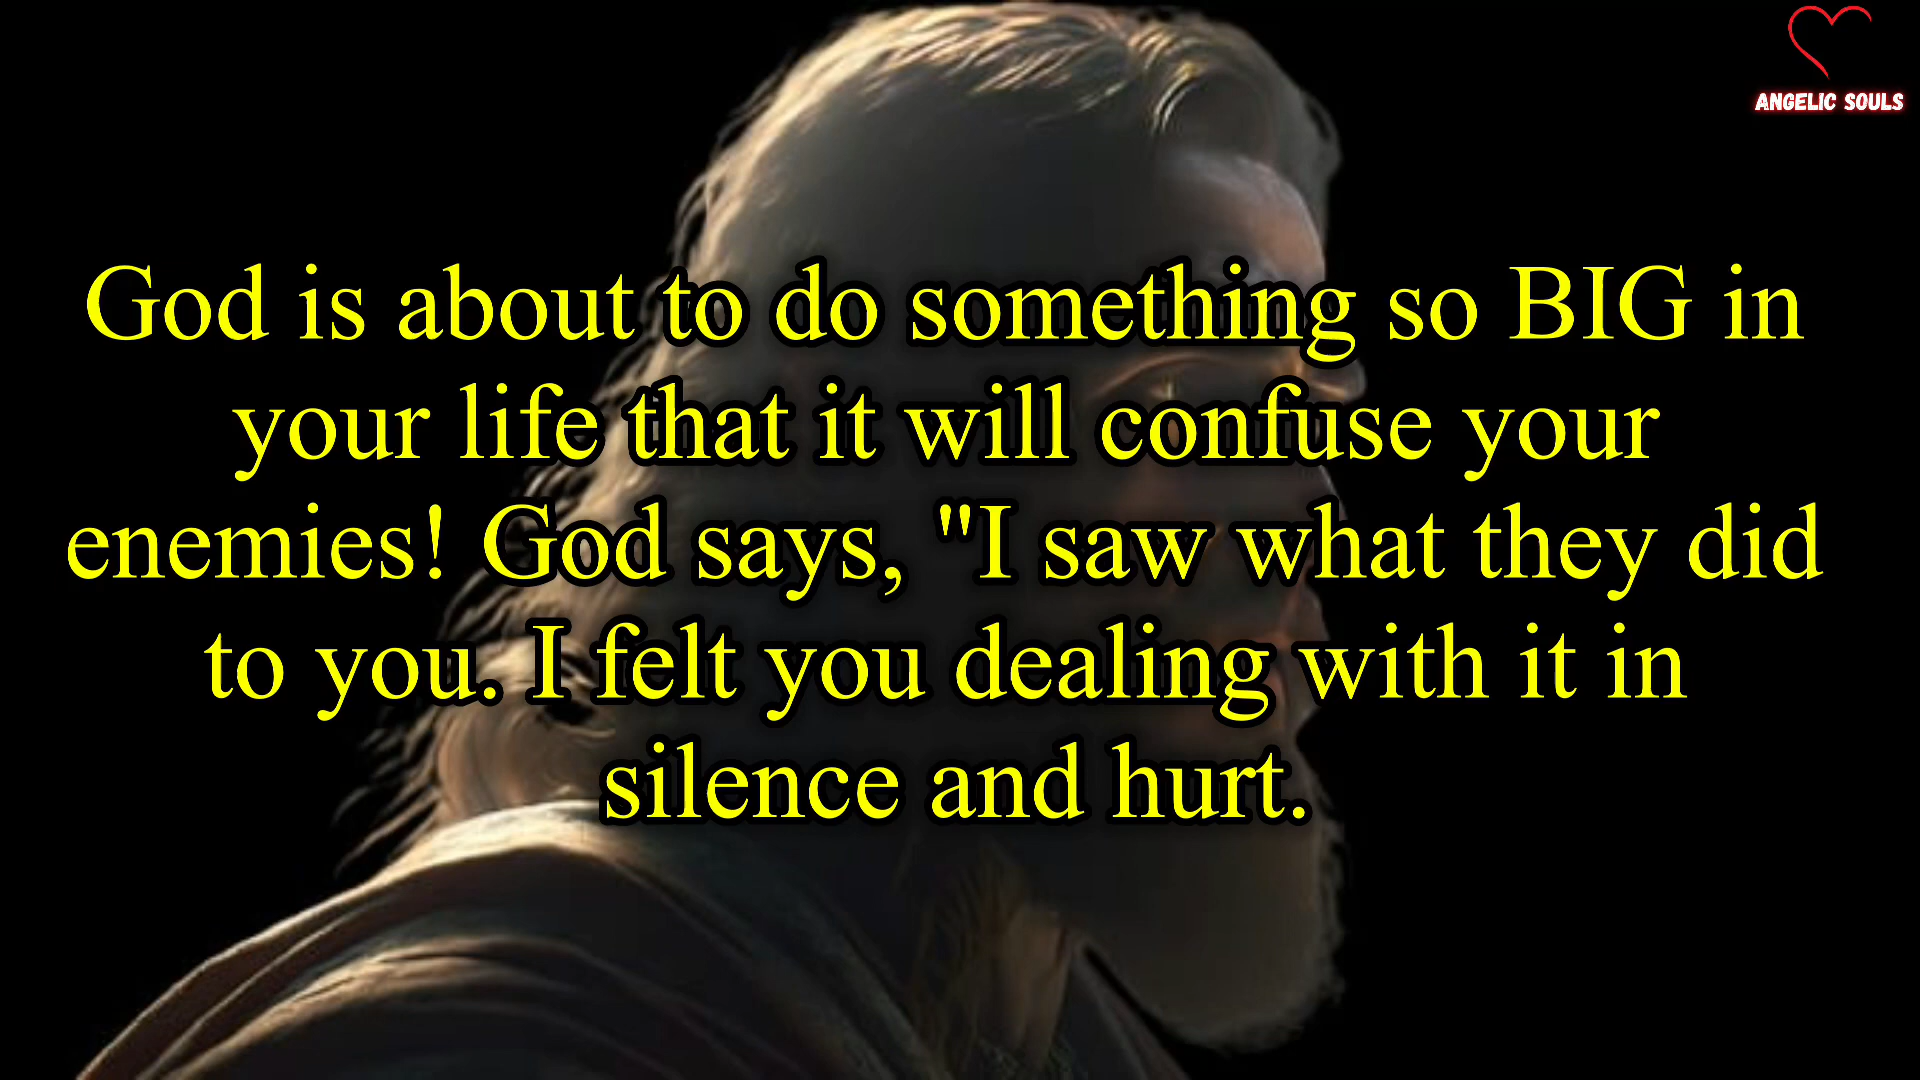 ANGELIC SOULS
God is about to do something so BIG in
your life that it will confuse your
enemies! God says, "I saw what they did
to you. I felt you dealing with it in
silence and hurt.